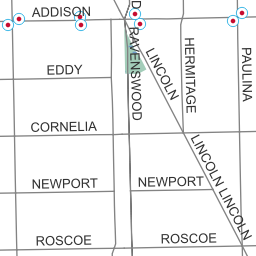 ADDISON
D
RAVENSWOOD
LINCOLN
HERMITAGE
PAULINA
EDDY
CORNELIA
LINCOLN LINCOLN
NEWPORT
NEWPORT
ROSCOE
ROSCOE